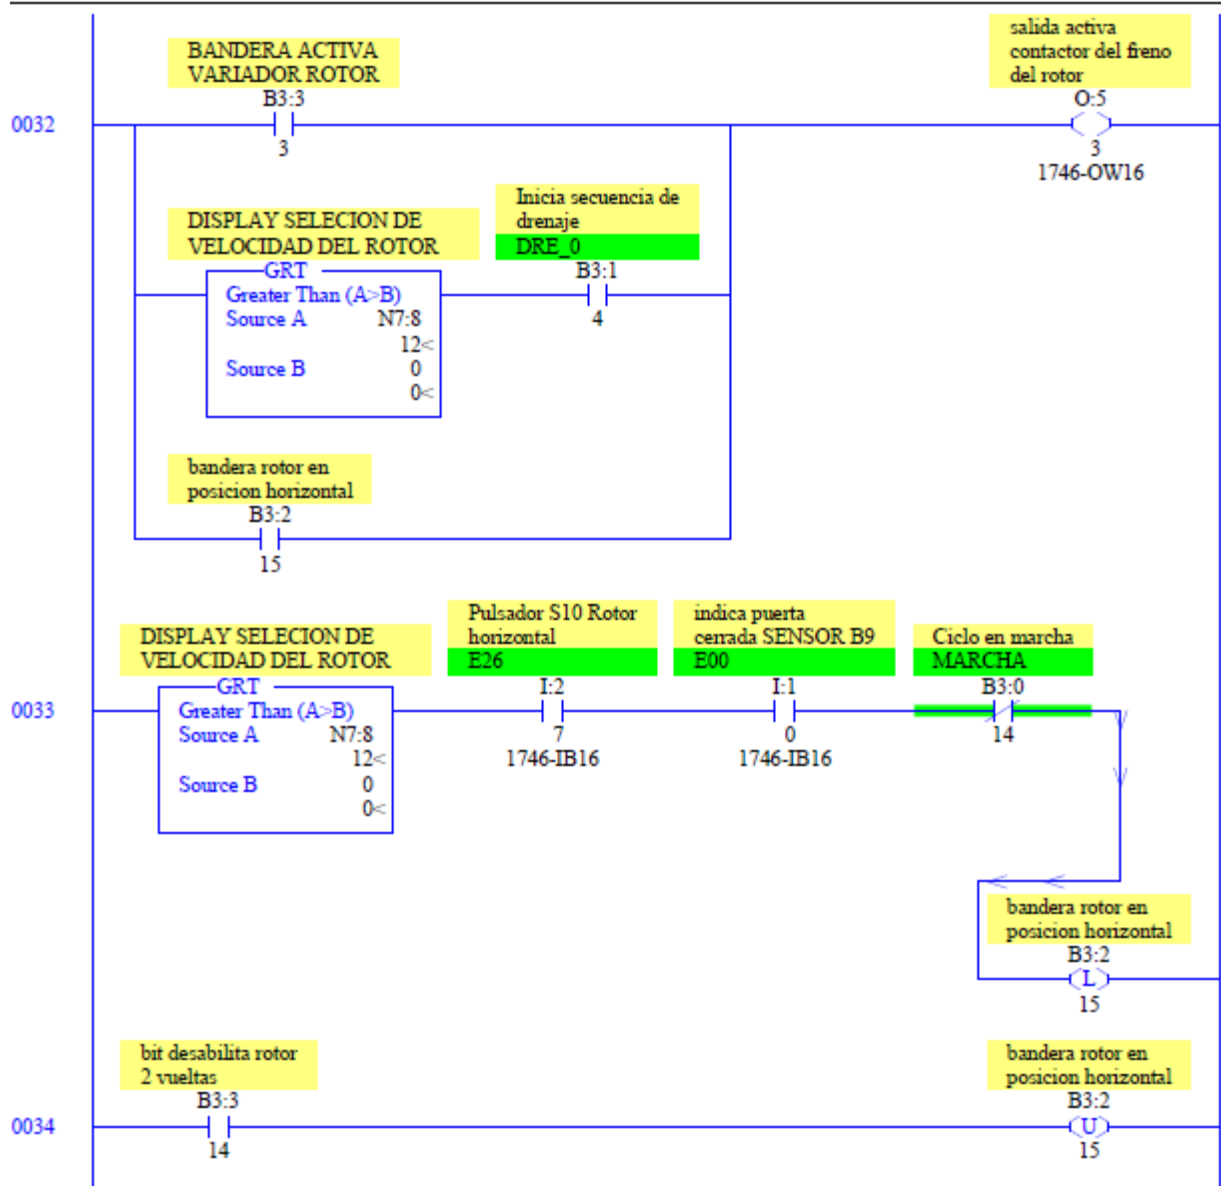 BANDERA ACTIVA
VARIADOR ROTOR
B3:3
3
salida activa
contactor del freno
del rotor
O:5
3
1746-OW16
0032
DISPLAY SELECION DE
VELOCIDAD DEL ROTOR
GRT
Greater Than (A>B)
Source A N7:8
12<
Source B 0
0<
Inicia secuencia de
drenaje
DRE_0
B3:1
4
bandera rotor en
posicion horizontal
B3:2
15
0033
DISPLAY SELECION DE
VELOCIDAD DEL ROTOR
GRT
Greater Than (A>B)
Source A N7:8
12<
Source B 0
0<
Pulsador S10 Rotor
horizontal
E26
I:2
7
1746-IB16
indica puerta
cerrada SENSOR B9
E00
I:1
0
1746-IB16
Ciclo en marcha
MARCHA
B3:0
14
bandera rotor en
posicion horizontal
B3:2
L
15
0034
bit desabilita rotor
2 vueltas
B3:3
14
bandera rotor en
posicion horizontal
B3:2
U
15